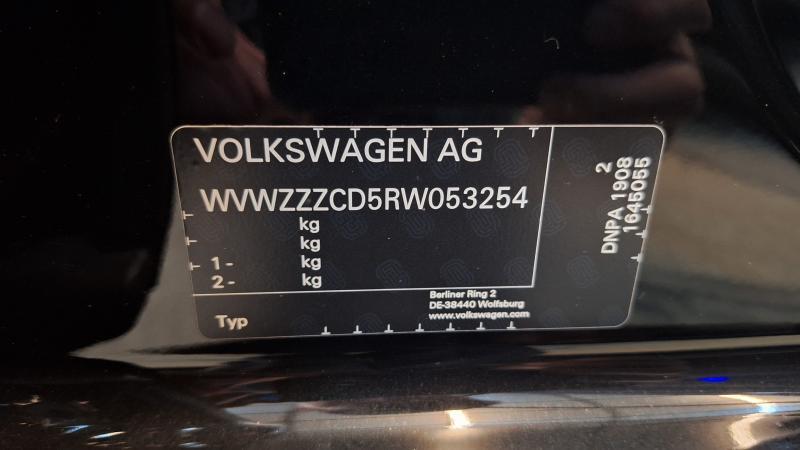 VOLKSWAGEN AG
WVWZZZCD5RW053254
kg
kg
1- kg
2- kg
Typ
Berliner Ring 2
DE-38440 Wolfsburg
www.volkswagen.com
2
DNPA 1908
1645055